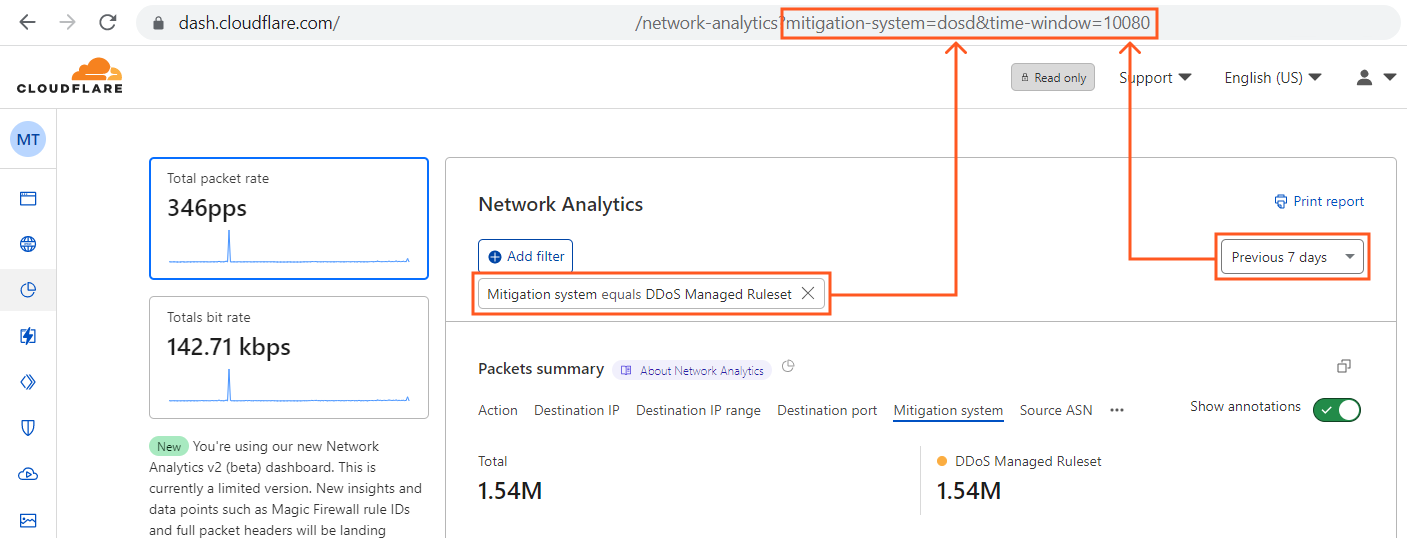 dash.cloudflare.com/ /network-analytics?mitigation-system=dosd&time-window=10080
CLOUDFLARE
Read only
Support
English (US)
MT
Total packet rate
346pps
Totals bit rate
142.71 kbps
New You're using our new Network
Analytics v2 (beta) dashboard. This is
currently a limited version. New insights and
data points such as Magic Firewall rule IDs
and full packet headers will be landing
Network Analytics
Print report
Add filter
Previous 7 days
Mitigation system equals DDoS Managed Ruleset
Packets summary About Network Analytics
Action Destination IP Destination IP range Destination port Mitigation system Source ASN •••
Show annotations
Total
1.54M
DDoS Managed Ruleset
1.54M